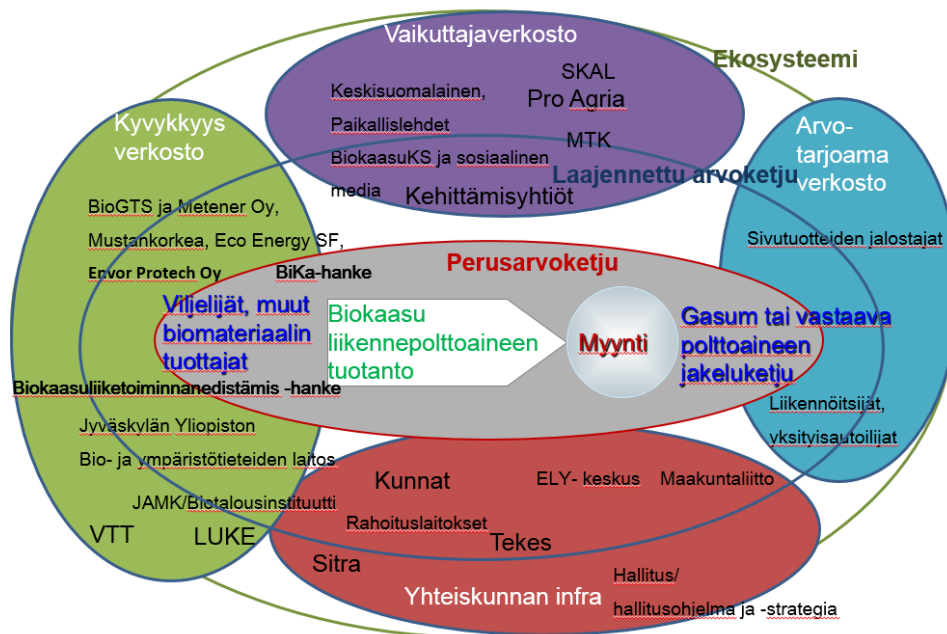 Vaikuttajaverkosto
Ekosysteemi
SKAL
Keskisuomalainen,
Pro Agria
Paikallislehdet
MTK
BiokaasuKS ja sosiaalinen
media
Kehittämisyhtiöt
Laajennettu arvoketju
Kyvykkyys
verkosto
Arvo-
tarjoama
verkosto
BioGTS ja Metener Oy,
Mustankorkea, Eco Energy SF,
Envor Protech Oy
BiKa-hanke
Sivutuotteiden jalostajat
Perusarvoketju
Viljelijät, muut
biomateriaalin
tuottajat
Biokaasu
liikennepolttoaineen
tuotanto
Myynti
Gasum tai vastaava
polttoaineen
jakeluketju
Biokaasuliiketoiminnanedistämis -hanke
Liikennöitsijät,
yksityisautoilijat
Jyväskylän Yliopiston
Bio- ja ympäristötieteiden laitos
JAMK/Biotalousinstituutti
VTT
LUKE
Kunnat
ELY- keskus
Maakuntaliitto
Rahoituslaitokset
Tekes
Sitra
Hallitus/
hallitusohjelma ja -strategia
Yhteiskunnan infra